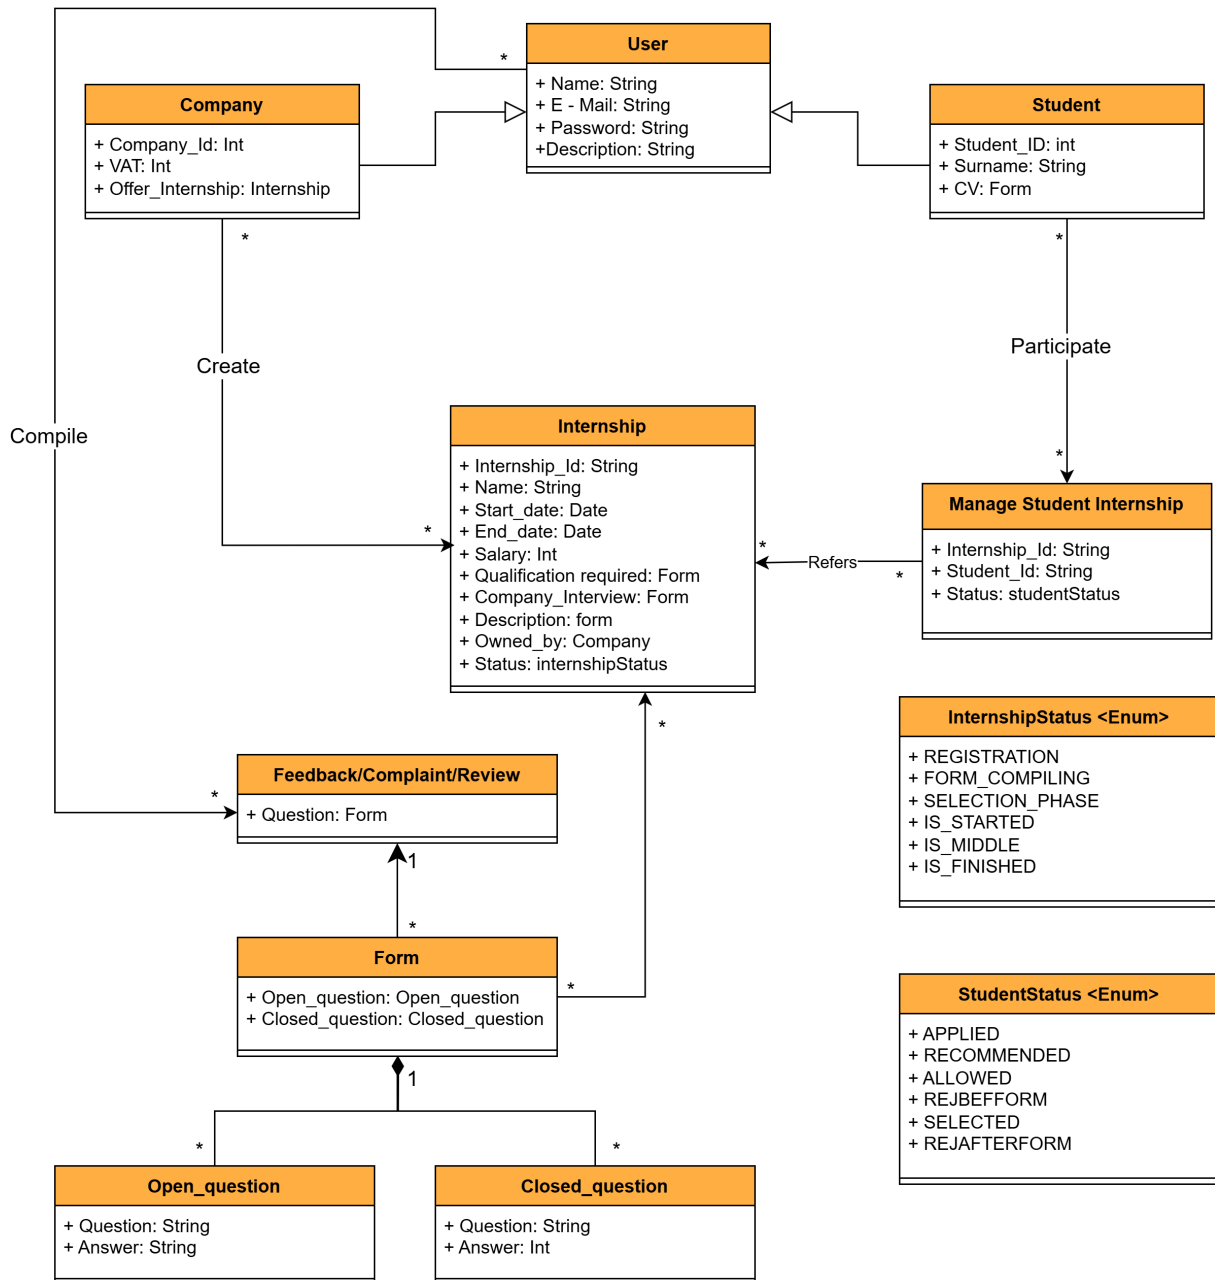 User
+ Name: String
+ E - Mail: String
+ Password: String
+Description: String
*
Company
+ Company_Id: Int
+ VAT: Int
+ Offer_Internship: Internship
*
Student
+ Student_ID: int
+ Surname: String
+ CV: Form
*
Create
Participate
Compile
Internship
+ Internship_Id: String
+ Name: String
+ Start_date: Date
+ End_date: Date
+ Salary: Int
+ Qualification required: Form
+ Company_Interview: Form
+ Description: form
+ Owned_by: Company
+ Status: internshipStatus
*
*
Refers
*
*
Manage Student Internship
+ Internship_Id: String
+ Student_Id: String
+ Status: studentStatus
*
InternshipStatus <Enum>
+ REGISTRATION
+ FORM_COMPILING
+ SELECTION_PHASE
+ IS_STARTED
+ IS_MIDDLE
+ IS_FINISHED
*
Feedback/Complaint/Review
+ Question: Form
1
*
Form
+ Open_question: Open_question
+ Closed_question: Closed_question
*
1
StudentStatus <Enum>
+ APPLIED
+ RECOMMENDED
+ ALLOWED
+ REJBEFFORM
+ SELECTED
+ REJAFTERFORM
*
*
Open_question
+ Question: String
+ Answer: String
Closed_question
+ Question: String
+ Answer: Int